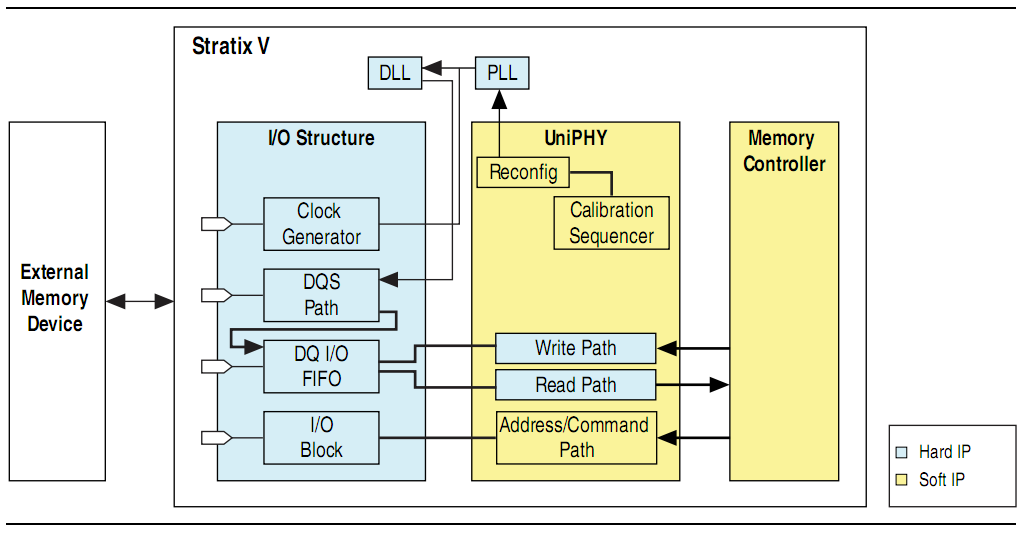 Stratix V
DLL
PLL
External
Memory
Device
I/O Structure
Clock
Generator
DQS
Path
DQ I/O
FIFO
I/O
Block
UniPHY
Reconfig
Calibration
Sequencer
Write Path
Read Path
Address/Command
Path
Memory
Controller
Hard IP
Soft IP